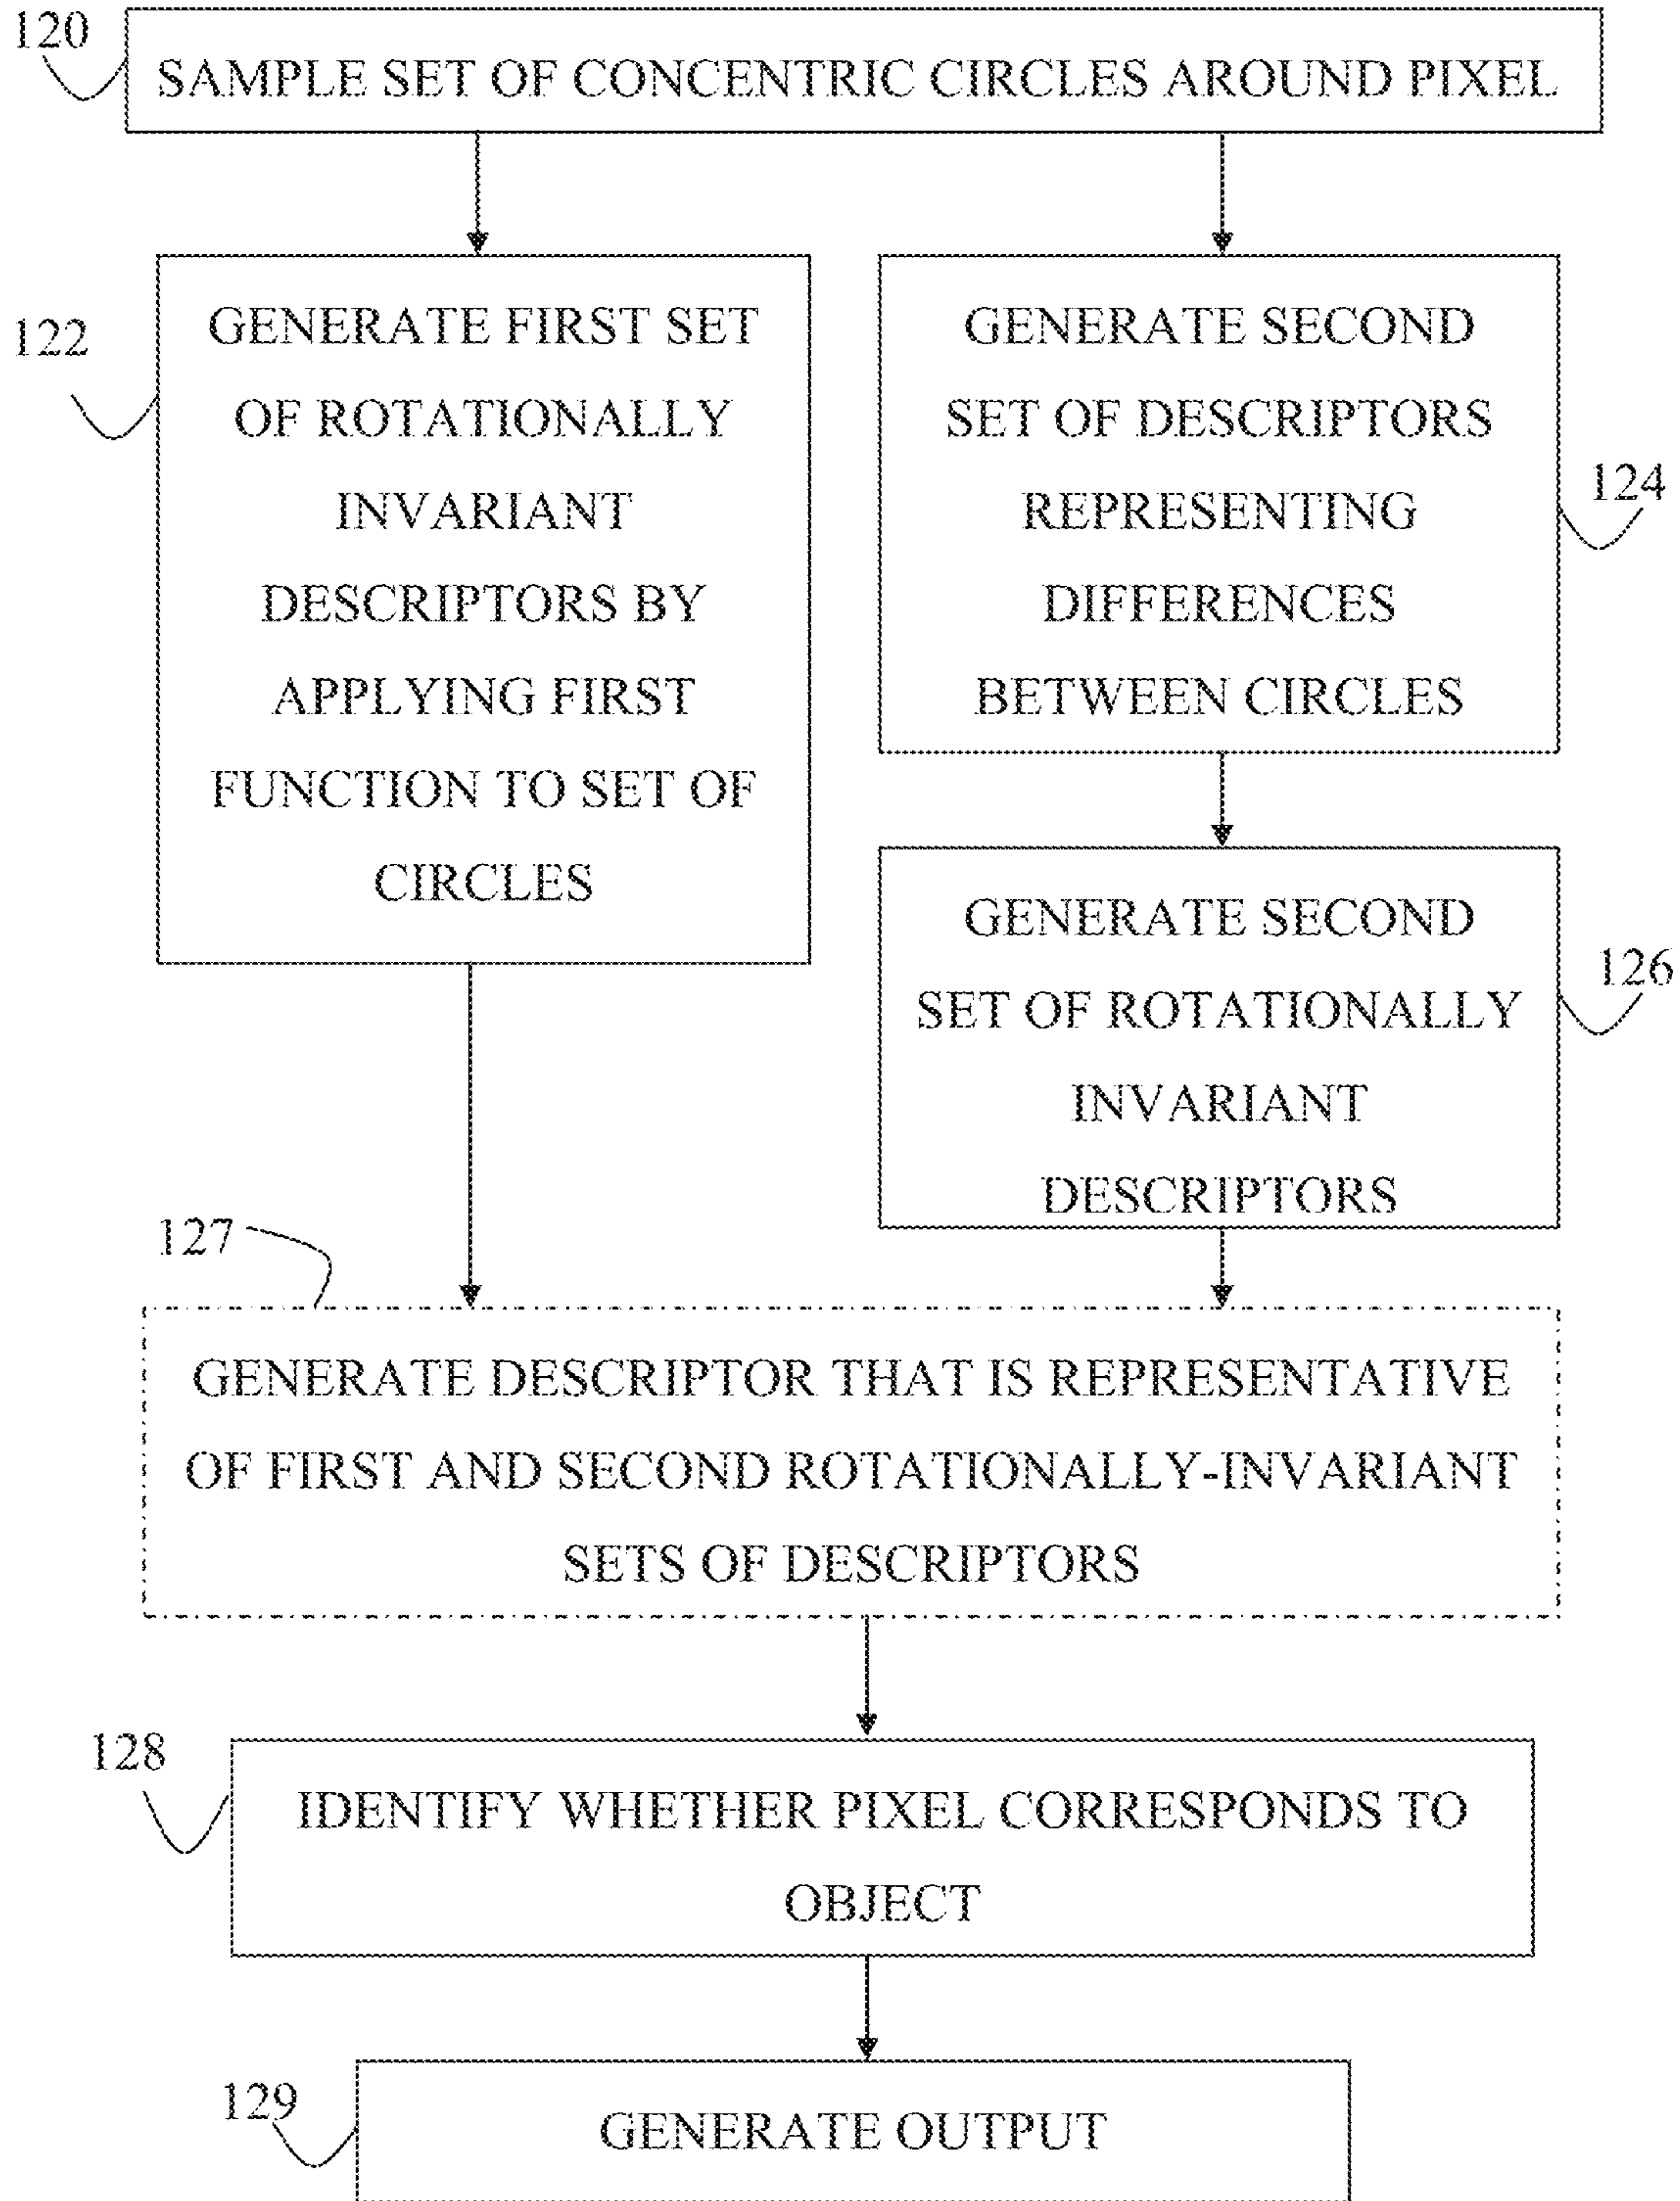 120
SAMPLE SET OF CONCENTRIC CIRCLES AROUND PIXEL
122
GENERATE FIRST SET
OF ROTATIONALLY
INVARIANT
DESCRIPTORS BY
APPLYING FIRST
FUNCTION TO SET OF
CIRCLES
GENERATE SECOND
SET OF DESCRIPTORS
REPRESENTING
DIFFERENCES
BETWEEN CIRCLES
124
GENERATE SECOND
SET OF ROTATIONALLY
INVARIANT
DESCRIPTORS
126
127
GENERATE DESCRIPTOR THAT IS REPRESENTATIVE
OF FIRST AND SECOND ROTATIONALLY-INVARIANT
SETS OF DESCRIPTORS
128
IDENTIFY WHETHER PIXEL CORRESPONDS TO
OBJECT
129
GENERATE OUTPUT